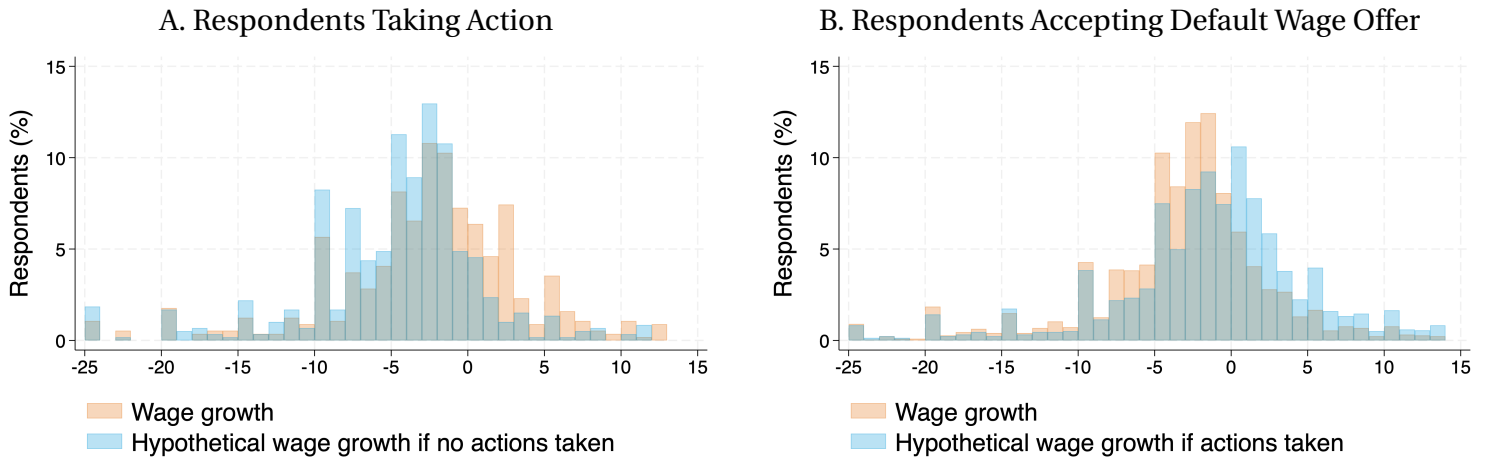 A. Respondents Taking Action
15
10
5
0
Respondents (%)
-25 -20 -15 -10 -5 0 5 10 15
Wage growth
Hypothetical wage growth if no actions taken
B. Respondents Accepting Default Wage Offer
15
10
5
0
Respondents (%)
-25 -20 -15 -10 -5 0 5 10 15
Wage growth
Hypothetical wage growth if actions taken